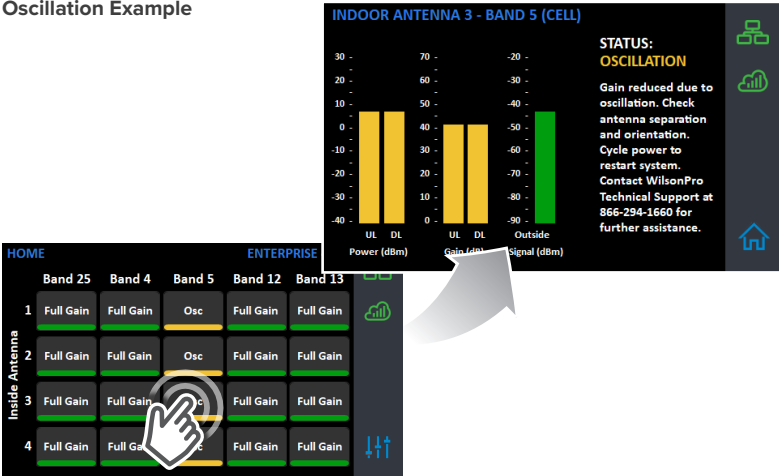 Oscillation Example
INDOOR ANTENNA 3 - BAND 5 (CELL)
30 - 70 - -20 -
20 - 60 - -30 -
10 - 50 - -40 -
0 - 40 - -50 -
-10 - 30 - -60 -
-20 - 20 - -70 -
-30 - 10 - -80 -
-40 - 0 - -90 -
UL DL UL DL Outside
Power (dBm) Gain (dB) Signal (dBm)
STATUS:
OSCILLATION
Gain reduced due to
oscillation. Check
antenna separation
and orientation.
Cycle power to
restart system.
Contact WilsonPro
Technical Support at
866-294-1660 for
further assistance.
HOME ENTERPRISE
Band 25 Band 4 Band 5 Band 12 Band 13
Inside Antenna
1 Full Gain Full Gain Osc Full Gain Full Gain
2 Full Gain Full Gain Osc Full Gain Full Gain
3 Full Gain Full Gain Full Gain Full Gain
4 Full Gain Full Full Gain Full Gain